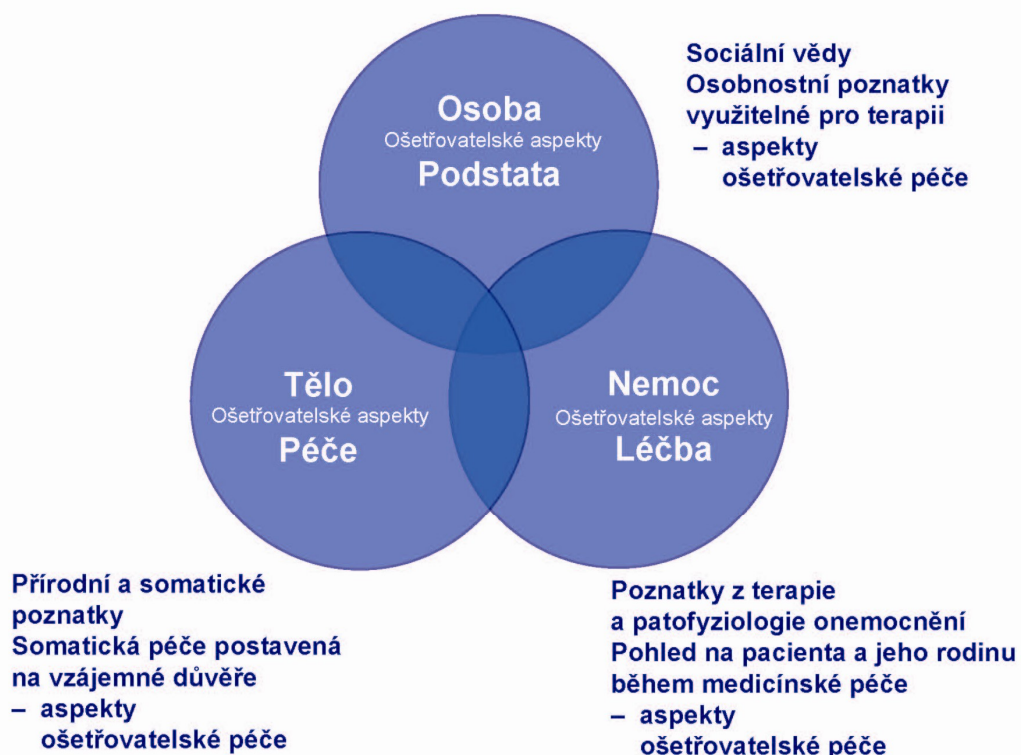 Osoba
Ošetřovatelské aspekty
Podstata
Sociální vědy
Osobnostní poznatky
využitelné pro terapii
– aspekty
ošetřovatelské péče
Tělo
Ošetřovatelské aspekty
Péče
Nemoc
Ošetřovatelské aspekty
Léčba
Přírodní a somatické
poznatky
Somatická péče postavená
na vzájemné důvěře
– aspekty
ošetřovatelské péče
Poznatky z terapie
a patofyziologie onemocnění
Pohled na pacienta a jeho rodinu
během medicínské péče
– aspekty
ošetřovatelské péče